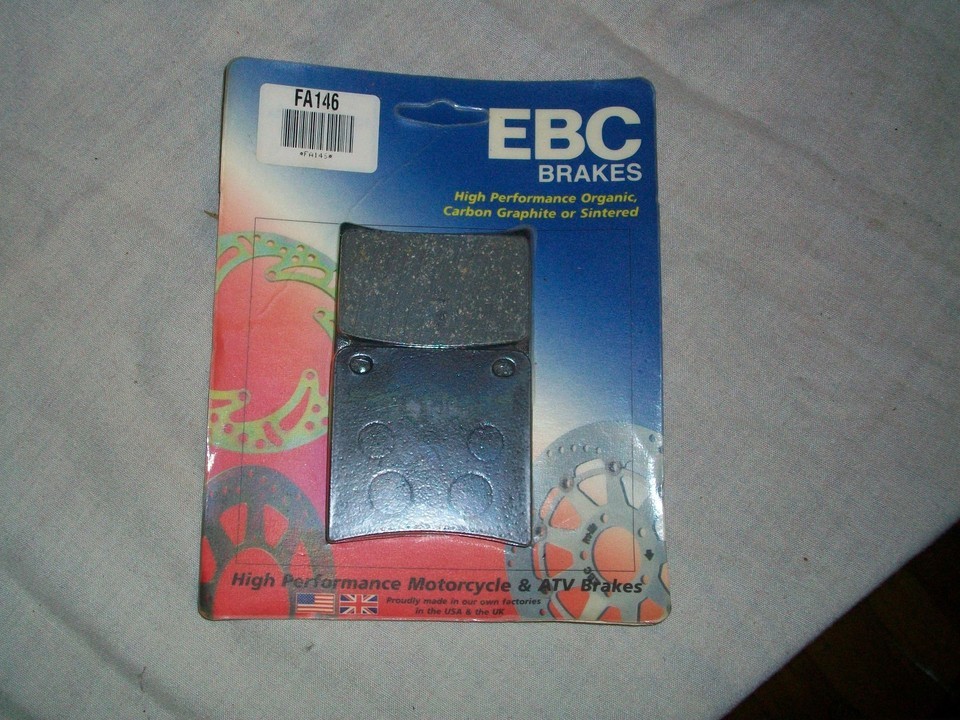 FA146
*FA146*
EBC
BRAKES
High Performance Organic,
Carbon Graphite or Sintered
High Performance Motorcycle & ATV Brakes
Proudly made in our own factories
in the USA & the UK